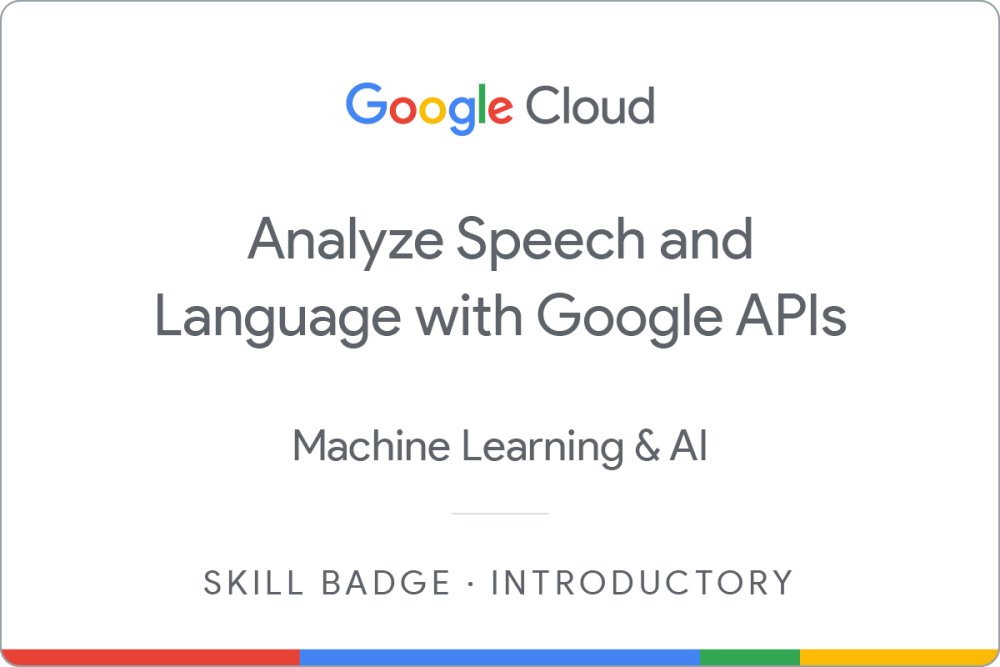 Google Cloud
Analyze Speech and
Language with Google APIs
Machine Learning & AI
SKILL BADGE · INTRODUCTORY